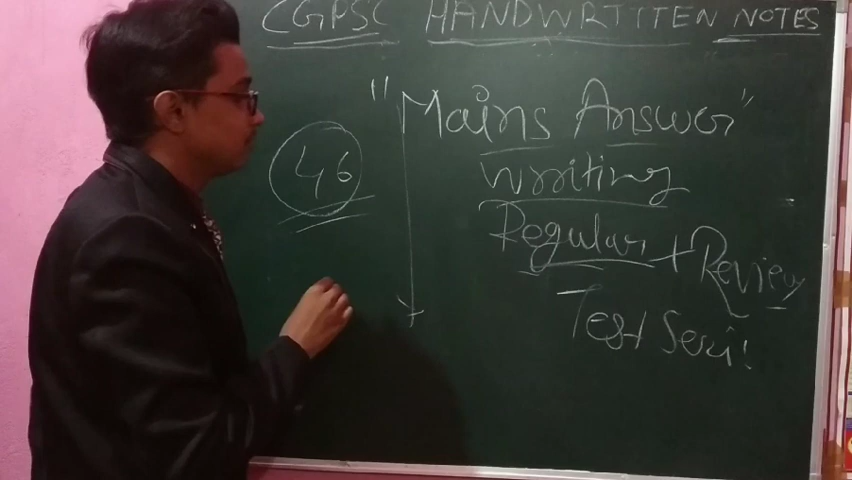 CGPSC HANDWRITTEN NOTES
"Mains Answer"
46
Writing
Regular + Review
Test Seri